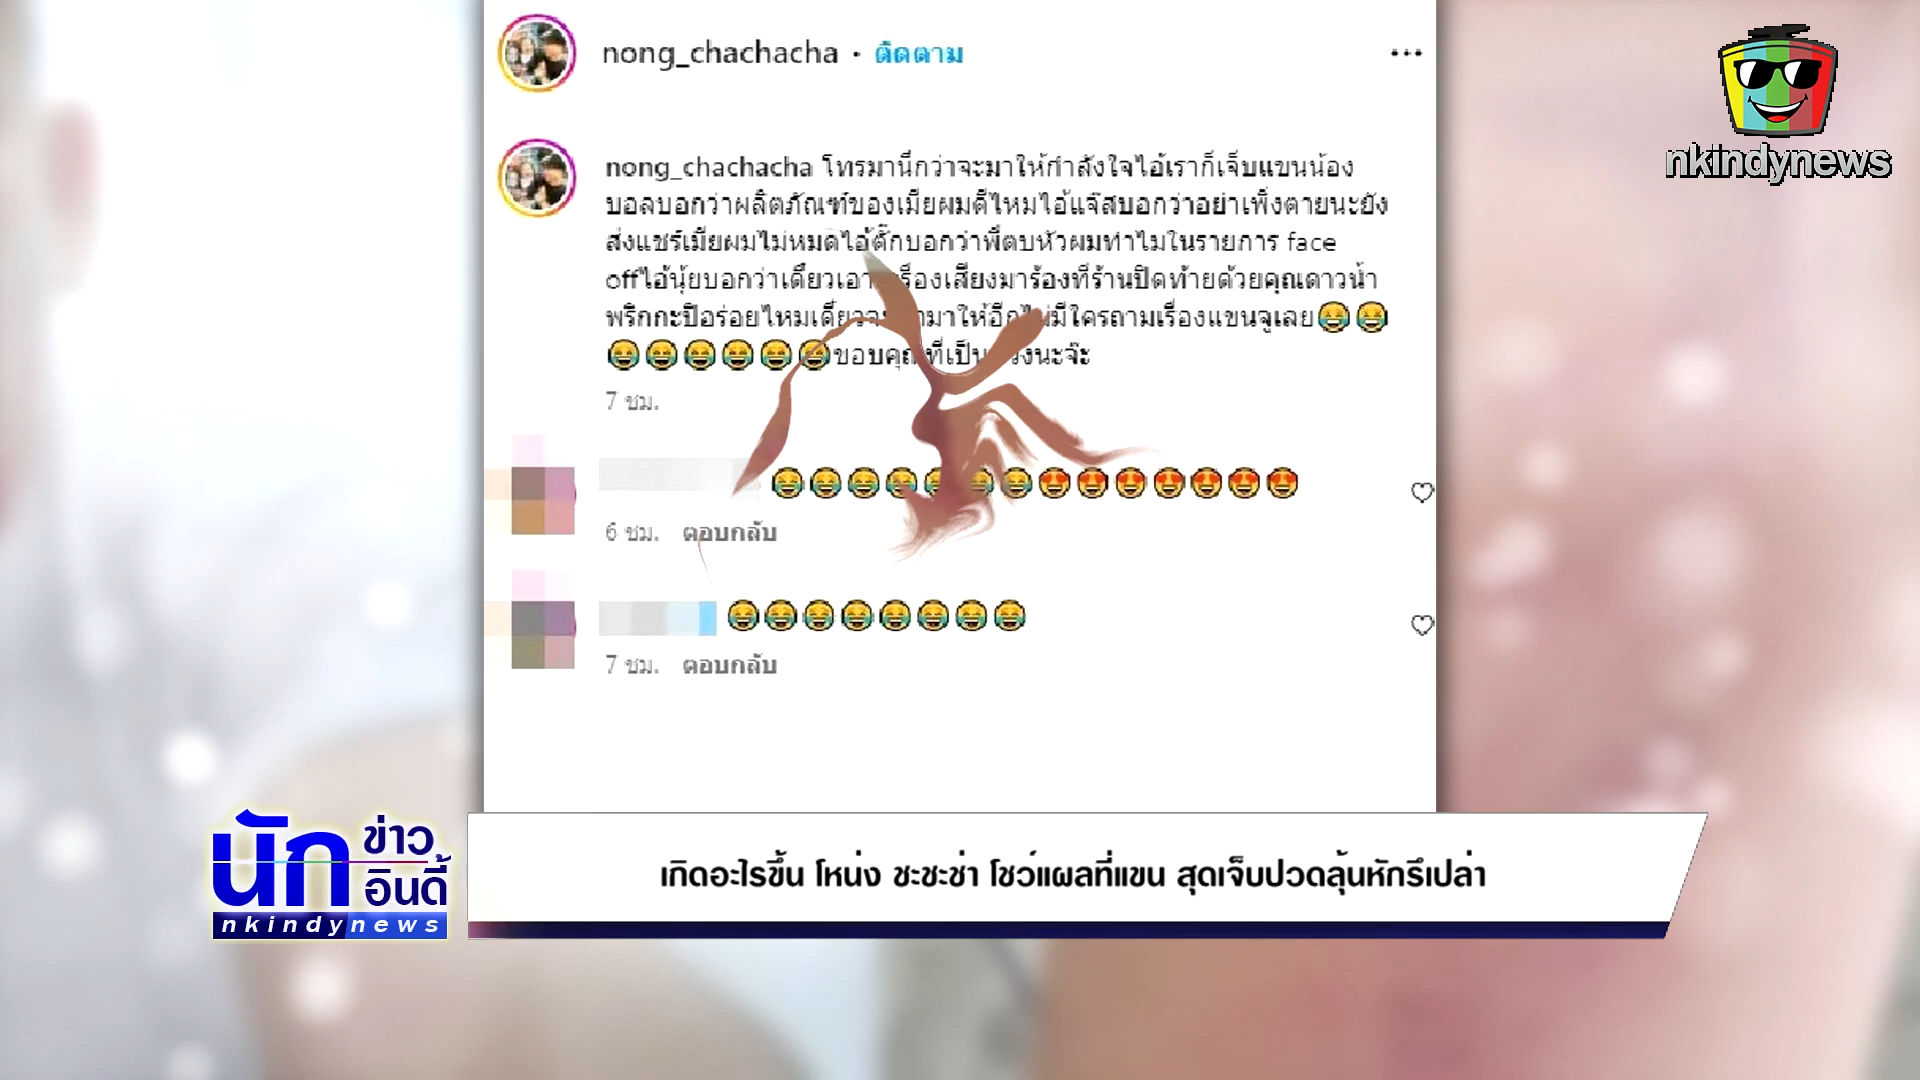 nong_chachacha • ติดตาม
nkindynews
nong_chachacha โทรมานี่กว่าจะมาให้กำลังใจไอ้เราก็เจ็บแขนน้อง
บอลบอกว่าผลิตภัณฑ์ของเมียผมดีไหมไอ้แจ๊สบอกว่าอย่าเพิ่งตายนะยัง
ส่งแชร์เมียผมไม่หมดไอ้ตั๊กบอกว่าพี่ตบหัวผมทำไมในรายการ face
offไอ้นุ้ยบอกว่าเดี๋ยวเอา เสียงมาร้องที่ร้านปิดท้ายด้วยคุณดาวน้ำ
พริกกะปิอร่อยไหมเดี๋ยว มาให้อีก มีใครถามเรื่องแขนจูเลย😂😂
😂😂😂😂😂😂ขอบคุณที่เป็น นะจ๊ะ
7 ชม.
😂😂😂😂😂😂😂😍😍😍😍😍😍😍
6 ชม. ตอบกลับ
😂😂😂😂😂😂😂😂
7 ชม. ตอบกลับ
นักข่าวอินดี้
nkindynews
เกิดอะไรขึ้น โหน่ง ชะชะช่า โชว์แผลที่แขน สุดเจ็บปวดลุ้นหักรึเปล่า